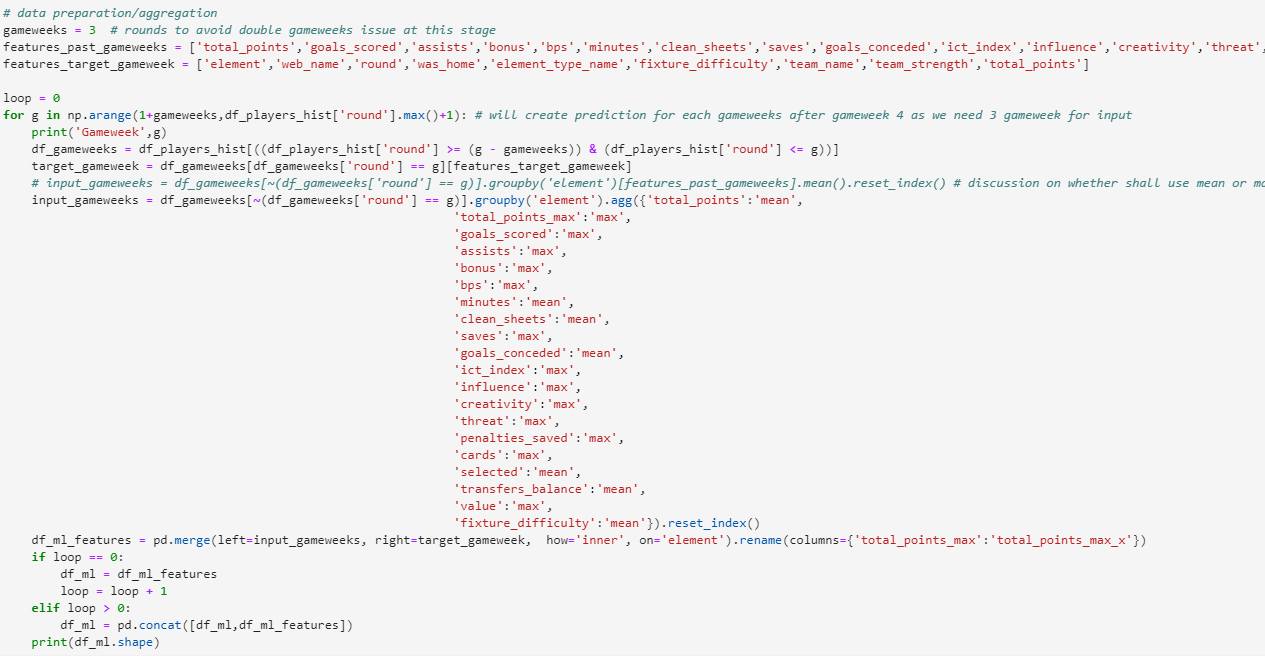 # data preparation/aggregation
gameweeks = 3  # rounds to avoid double gameweeks issue at this stage
features_past_gameweeks = ['total_points','goals_scored','assists','bonus','bps','minutes','clean_sheets','saves','goals_conceded','ict_index','influence','creativity','threat',
features_target_gameweek = ['element','web_name','round','was_home','element_type_name','fixture_difficulty','team_name','team_strength','total_points']

loop = 0
for g in np.arange(1+gameweeks,df_players_hist['round'].max()+1): # will create prediction for each gameweeks after gameweek 4 as we need 3 gameweek for input
    print('Gameweek',g)
    df_gameweeks = df_players_hist[((df_players_hist['round'] >= (g - gameweeks)) & (df_players_hist['round'] <= g))]
    target_gameweek = df_gameweeks[df_gameweeks['round'] == g][features_target_gameweek]
    # input_gameweeks = df_gameweeks[~(df_gameweeks['round'] == g)].groupby('element')[features_past_gameweeks].mean().reset_index() # discussion on whether shall use mean or
    input_gameweeks = df_gameweeks[~(df_gameweeks['round'] == g)].groupby('element').agg({'total_points':'mean',
                                                                'total_points_max':'max',
                                                                'goals_scored':'max',
                                                                'assists':'max',
                                                                'bonus':'max',
                                                                'bps':'max',
                                                                'minutes':'mean',
                                                                'clean_sheets':'mean',
                                                                'saves':'max',
                                                                'goals_conceded':'mean',
                                                                'ict_index':'max',
                                                                'influence':'max',
                                                                'creativity':'max',
                                                                'threat':'max',
                                                                'penalties_saved':'max',
                                                                'cards':'max',
                                                                'selected':'mean',
                                                                'transfers_balance':'mean',
                                                                'value':'max',
                                                                'fixture_difficulty':'mean'}).reset_index()
    df_ml_features = pd.merge(left=input_gameweeks, right=target_gameweek,  how='inner', on='element').rename(columns={'total_points_max':'total_points_max_x'})
    if loop == 0:
        df_ml = df_ml_features
        loop = loop + 1
    elif loop > 0:
        df_ml = pd.concat([df_ml,df_ml_features])
    print(df_ml.shape)